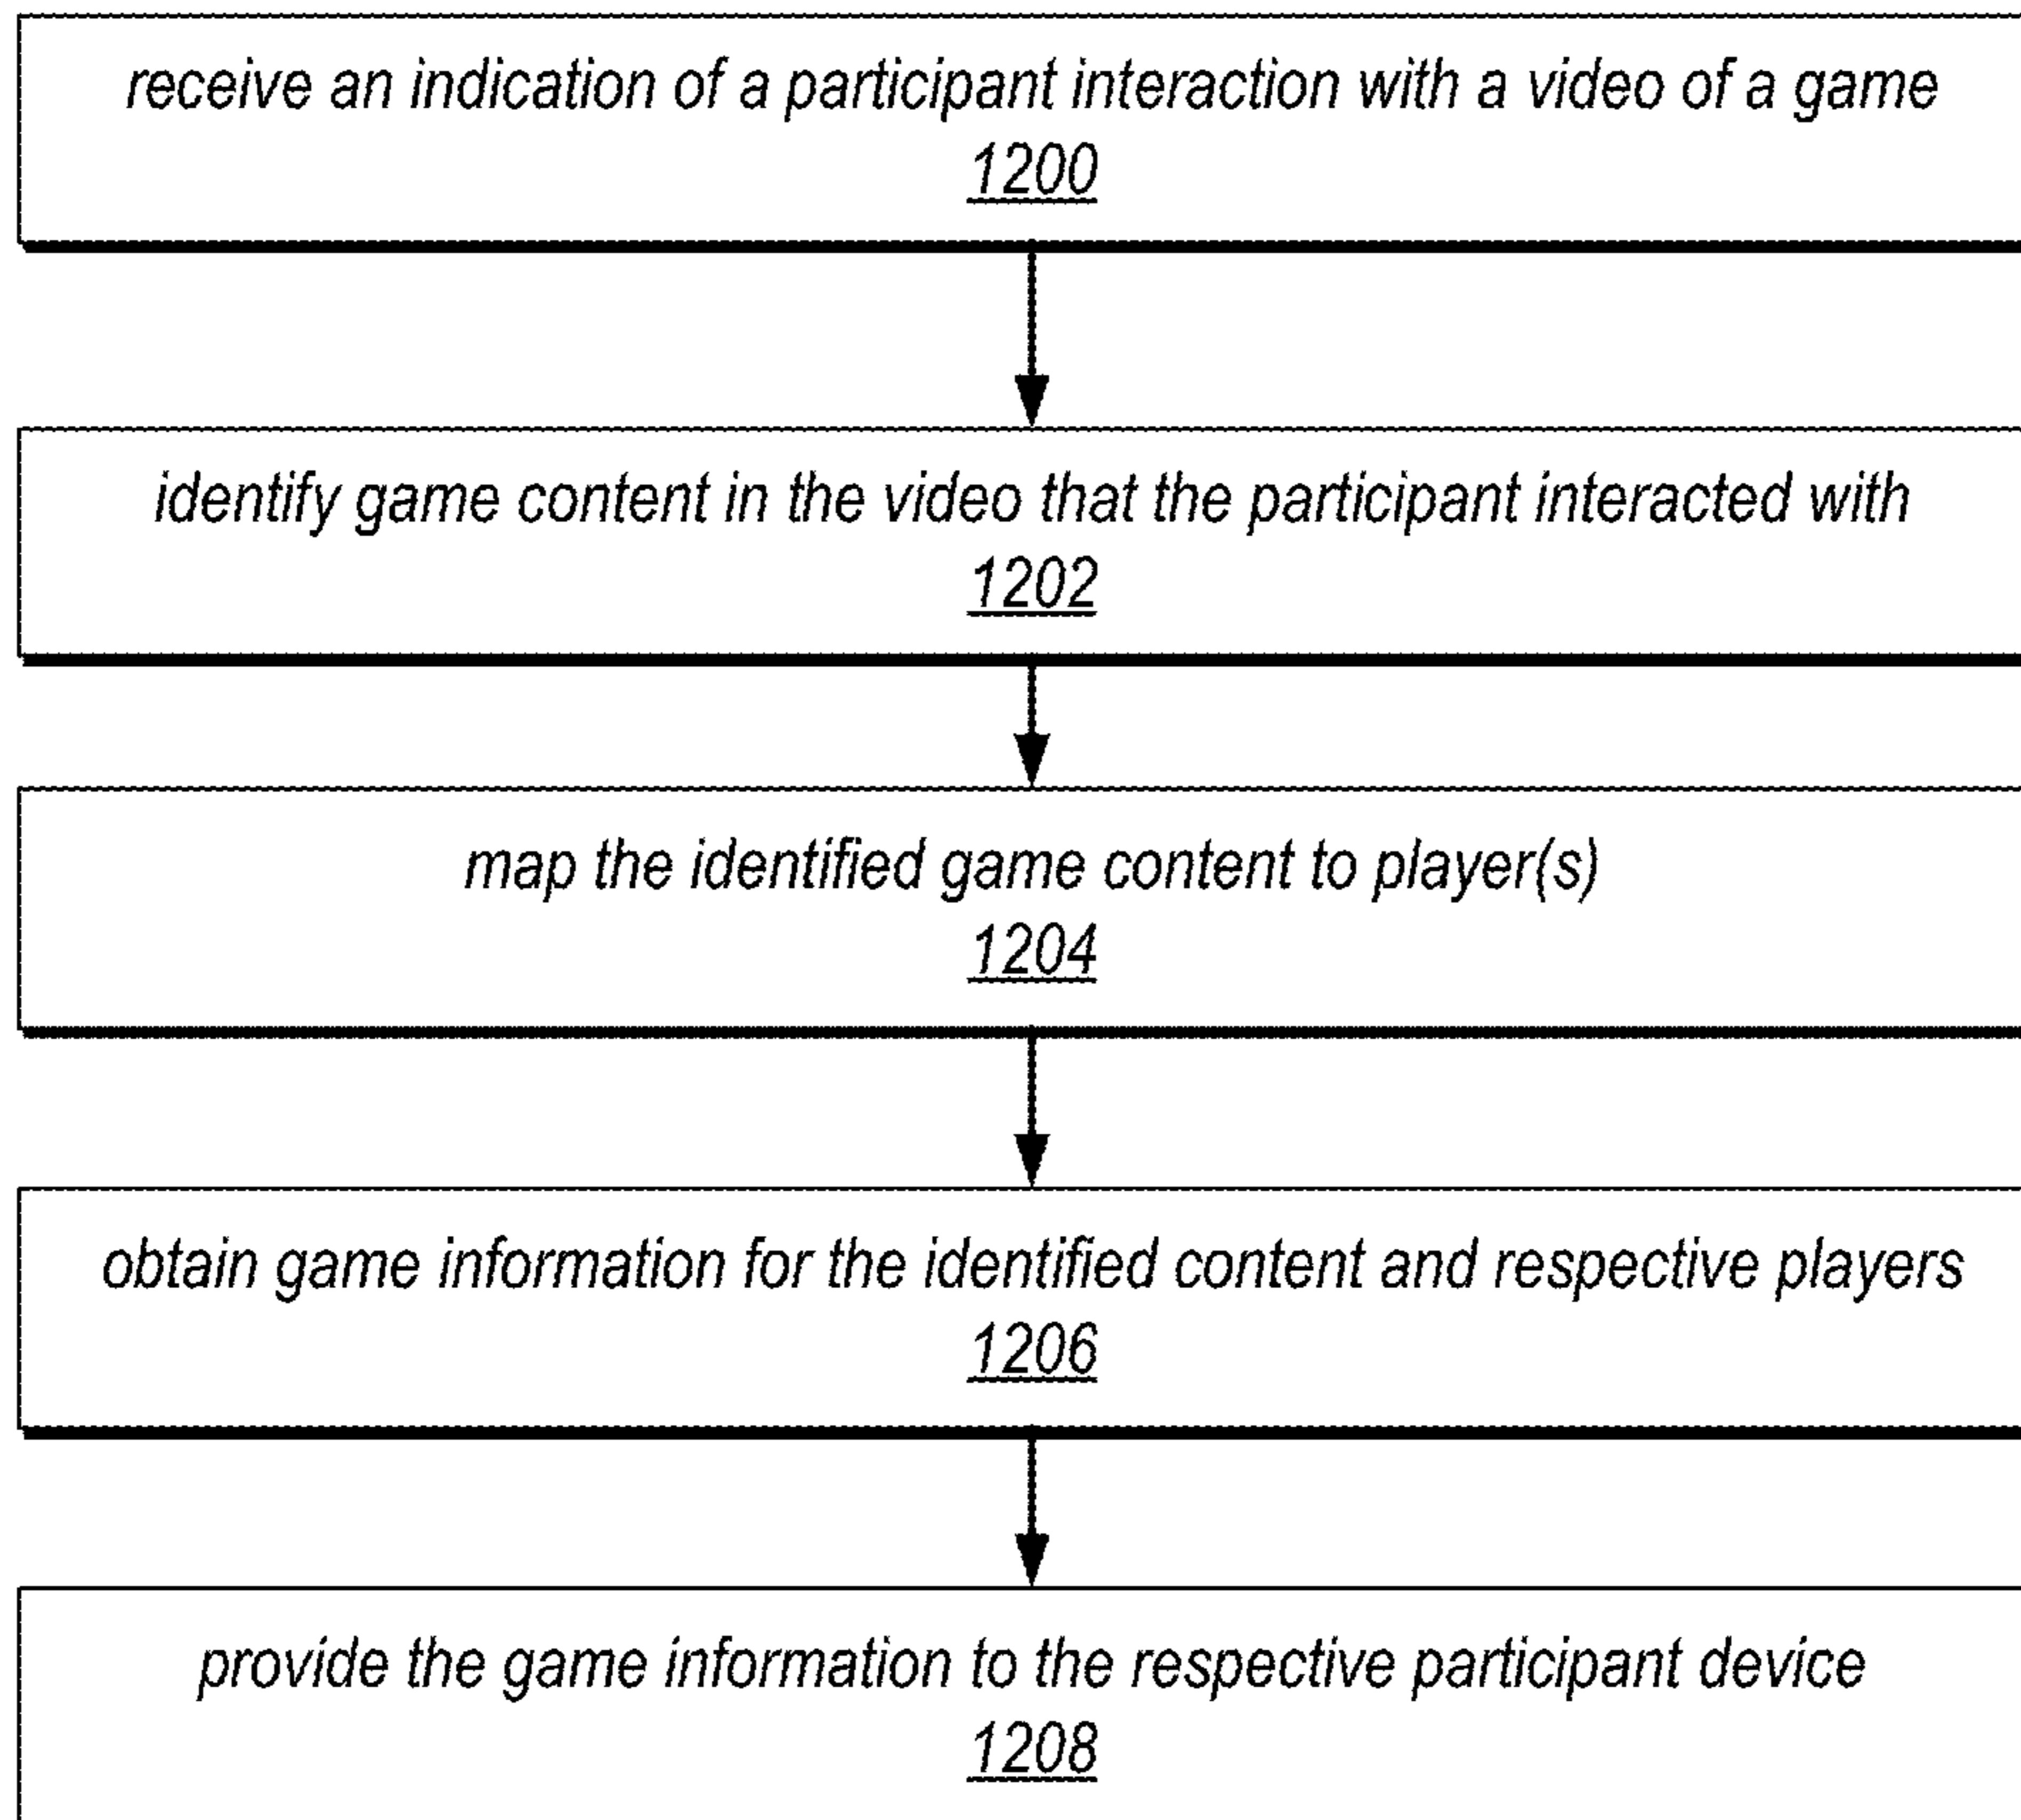 receive an indication of a participant interaction with a video of a game
1200
identify game content in the video that the participant interacted with
1202
map the identified game content to player(s)
1204
obtain game information for the identified content and respective players
1206
provide the game information to the respective participant device
1208